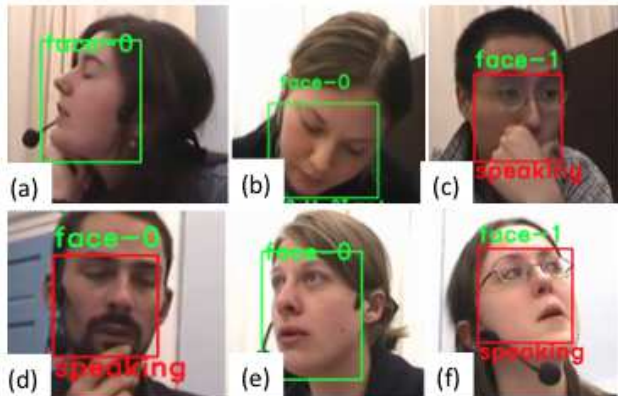 face-0
(a)
face-0
(b)
face-1
speaking
(c)
face-0
speaking
(d)
face-0
(e)
face-1
speaking
(f)